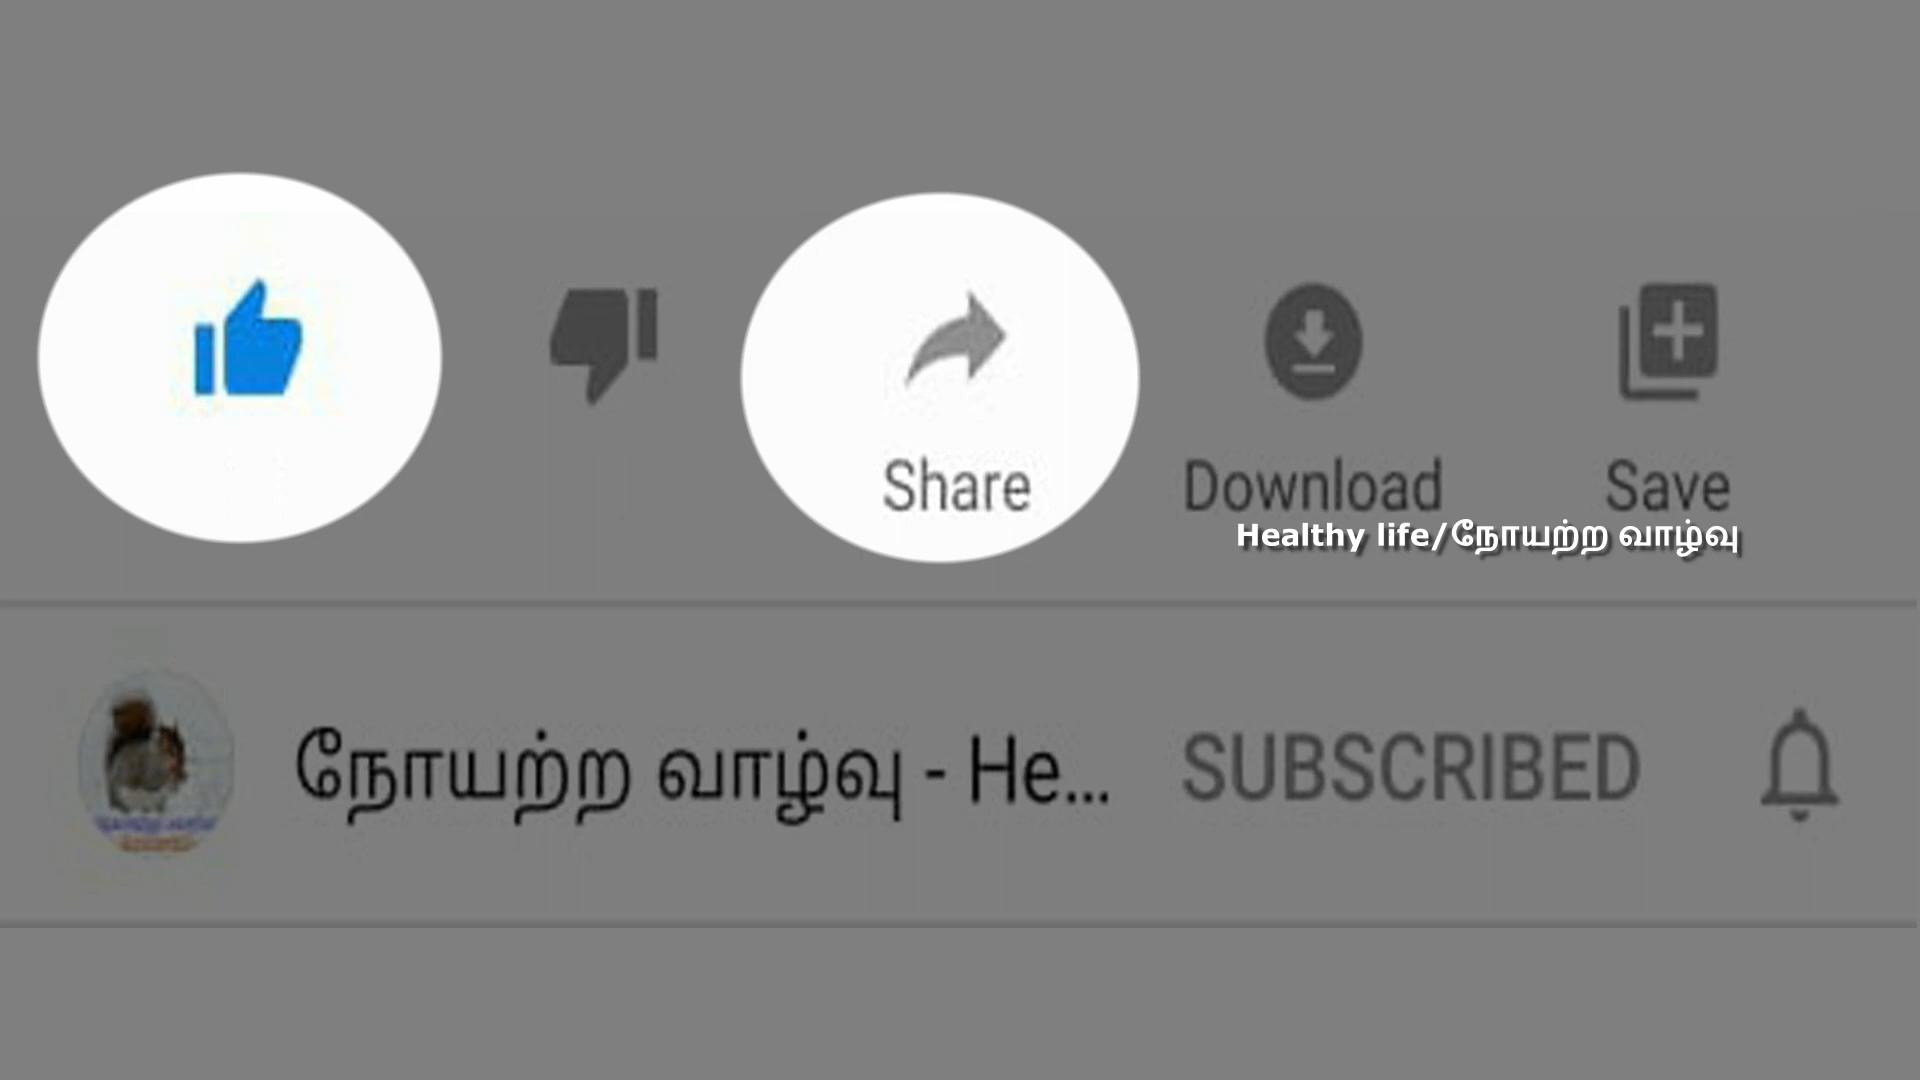 Share
Download
Save
Healthy life/நோயற்ற வாழ்வு
நோயற்ற வாழ்வு - He...
SUBSCRIBED